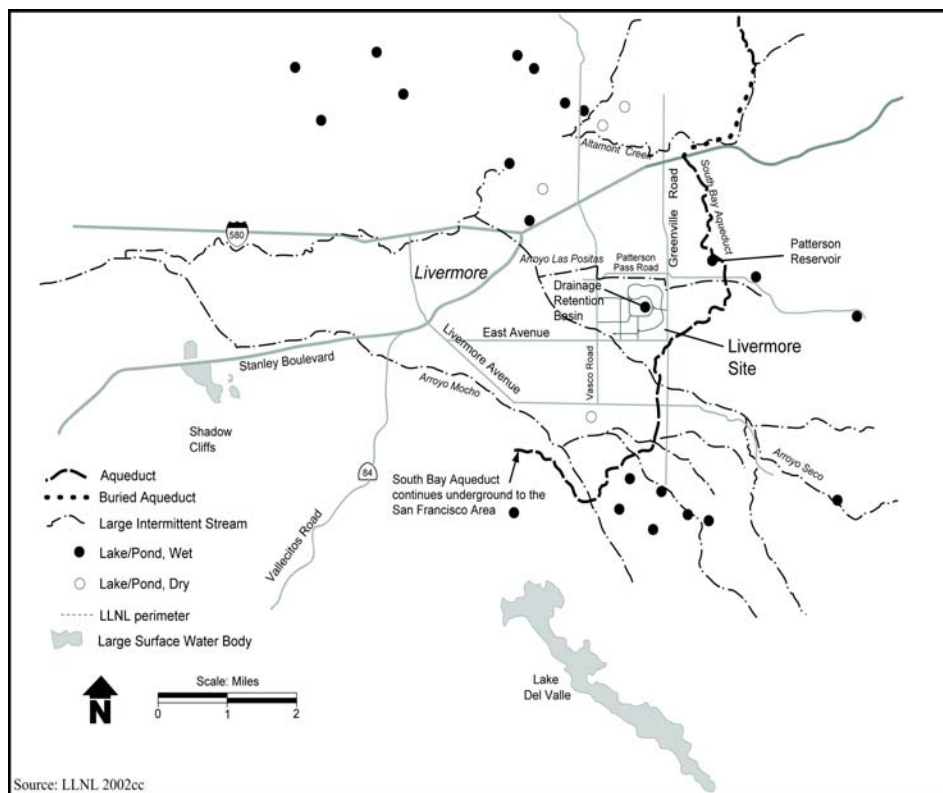 Altamont Creek
Greenville Road
South Bay Aqueduct
580
Livermore
Arroyo Las Positas
Patterson
Pass Road
Patterson
Reservoir
Drainage
Retention
Basin
East Avenue
Livermore
Site
Stanley Boulevard
Livermore Avenue
Vasco Road
Arroyo Mocho
Shadow
Cliffs
Arroyo Seco
84
South Bay Aqueduct
continues underground to the
San Francisco Area
Vallecitos Road
Aqueduct
Buried Aqueduct
Large Intermittent Stream
Lake/Pond, Wet
Lake/Pond, Dry
LLNL perimeter
Large Surface Water Body
N
Scale: Miles
0 1 2
Lake
Del Valle
Source: LLNL 2002cc